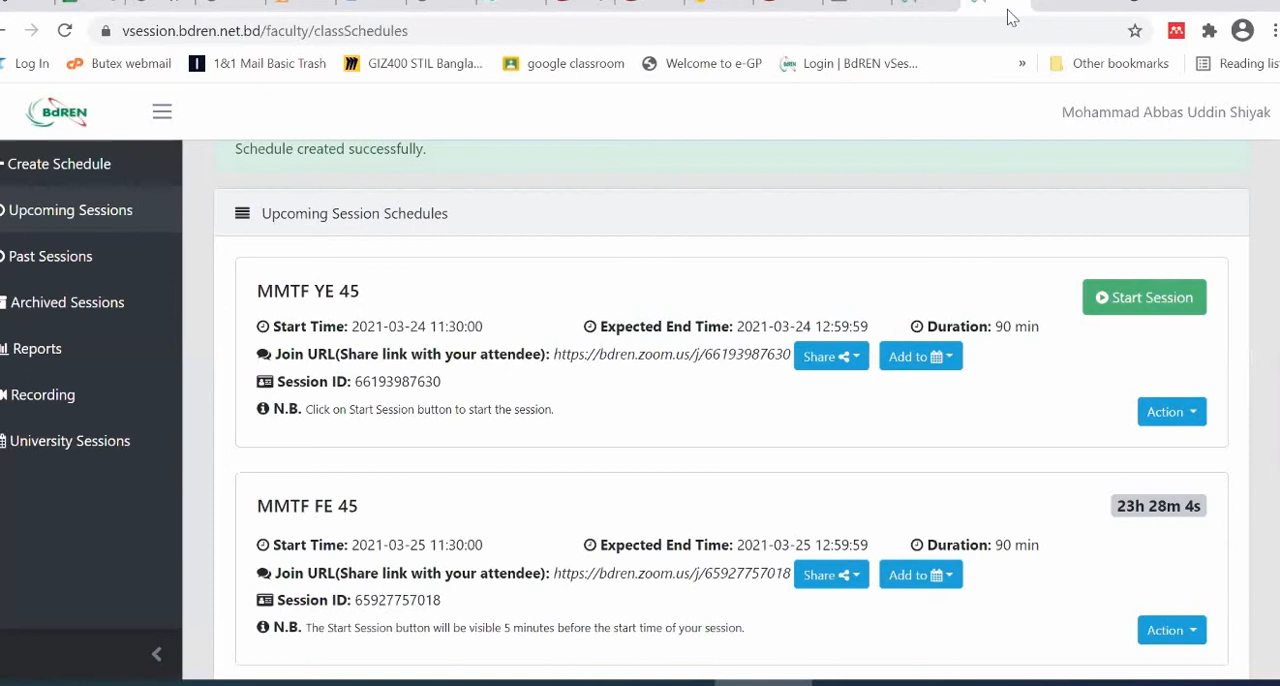 vsession.bdren.net.bd/faculty/classSchedules
Log In Butex webmail 1&1 Mail Basic Trash GIZ400 STIL Bangla... google classroom Welcome to e-GP Login | BdREN vSes... » Other bookmarks Reading list
BdREN Mohammad Abbas Uddin Shiyak
Create Schedule
Upcoming Sessions
Past Sessions
Archived Sessions
Reports
Recording
University Sessions
Schedule created successfully.
Upcoming Session Schedules
MMTF YE 45 Start Session
Start Time: 2021-03-24 11:30:00 Expected End Time: 2021-03-24 12:59:59 Duration: 90 min
Join URL(Share link with your attendee): https://bdren.zoom.us/j/66193987630 Share Add to
Session ID: 66193987630
N.B. Click on Start Session button to start the session.
Action
MMTF FE 45 23h 28m 4s
Start Time: 2021-03-25 11:30:00 Expected End Time: 2021-03-25 12:59:59 Duration: 90 min
Join URL(Share link with your attendee): https://bdren.zoom.us/j/65927757018 Share Add to
Session ID: 65927757018
N.B. The Start Session button will be visible 5 minutes before the start time of your session.
Action